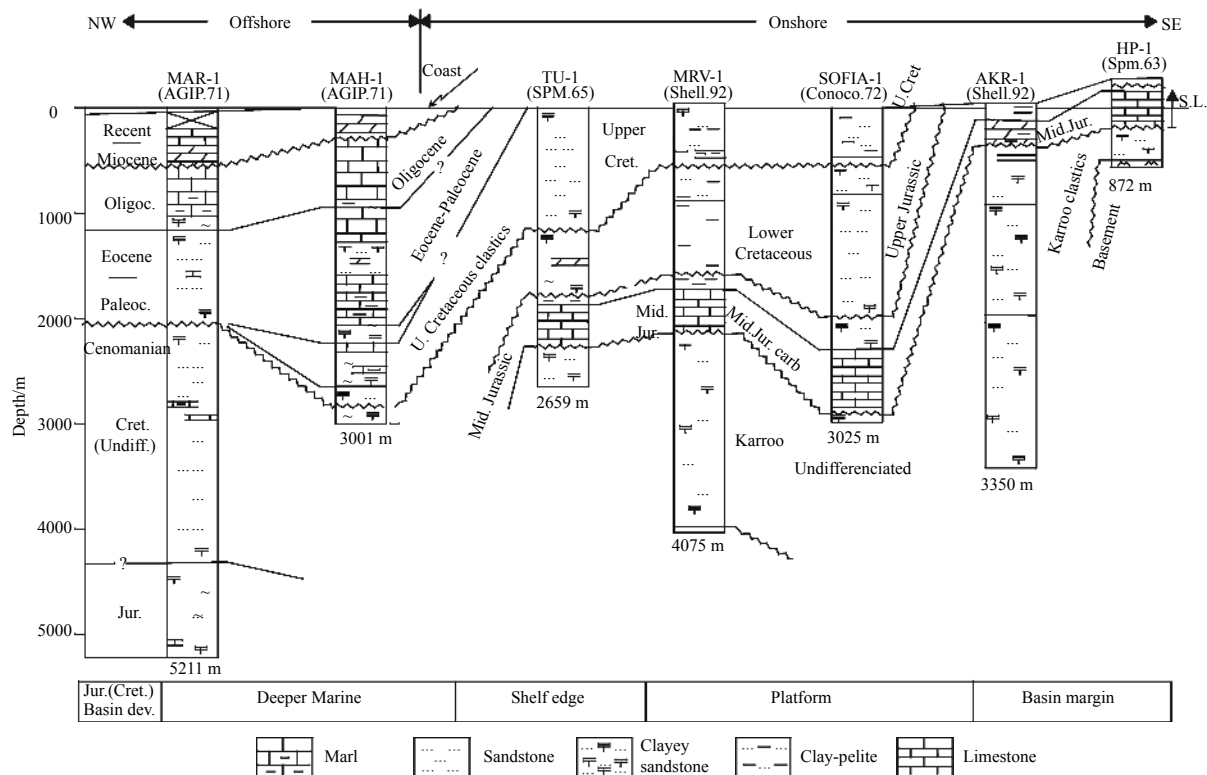 NW
Offshore
Onshore
SE
MAR-1
(AGIP.71)
MAH-1
(AGIP.71)
Coast
TU-1
(SPM.65)
MRV-1
(Shell.92)
SOFIA-1
(Conoco.72)
U.Cret
AKR-1
(Shell.92)
HP-1
(Spm.63)
S.L.
0
1000
2000
3000
4000
5000
Depth/m
Recent
Miocene
Oligoc.
Eocene
Paleoc.
Cenomanian
Cret.
(Undiff.)
?
Jur.
5211 m
3001 m
Oligocene
?
Eocene-Paleocene
?
U. Cretaceous clastics
Mid. Jurassic
2659 m
Upper
Cret.
Mid.
Jur.
Lower
Cretaceous
Mid.Jur. carb
Karroo
4075 m
Undifferenciated
3025 m
Upper Jurassic
Mid.Jur.
3350 m
872 m
Karroo clastics
Basement
Jur.(Cret.)
Basin dev.
Deeper Marine
Shelf edge
Platform
Basin margin
Marl
Sandstone
Clayey
sandstone
Clay-pelite
Limestone